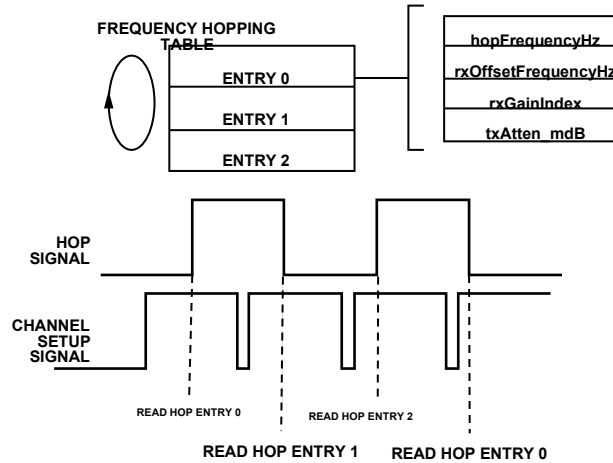 FREQUENCY HOPPING
TABLE
ENTRY 0
ENTRY 1
ENTRY 2
hopFrequencyHz
rxOffsetFrequencyHz
rxGainIndex
txAtten_mdB
HOP
SIGNAL
CHANNEL
SETUP
SIGNAL
READ HOP ENTRY 0
READ HOP ENTRY 2
READ HOP ENTRY 1
READ HOP ENTRY 0